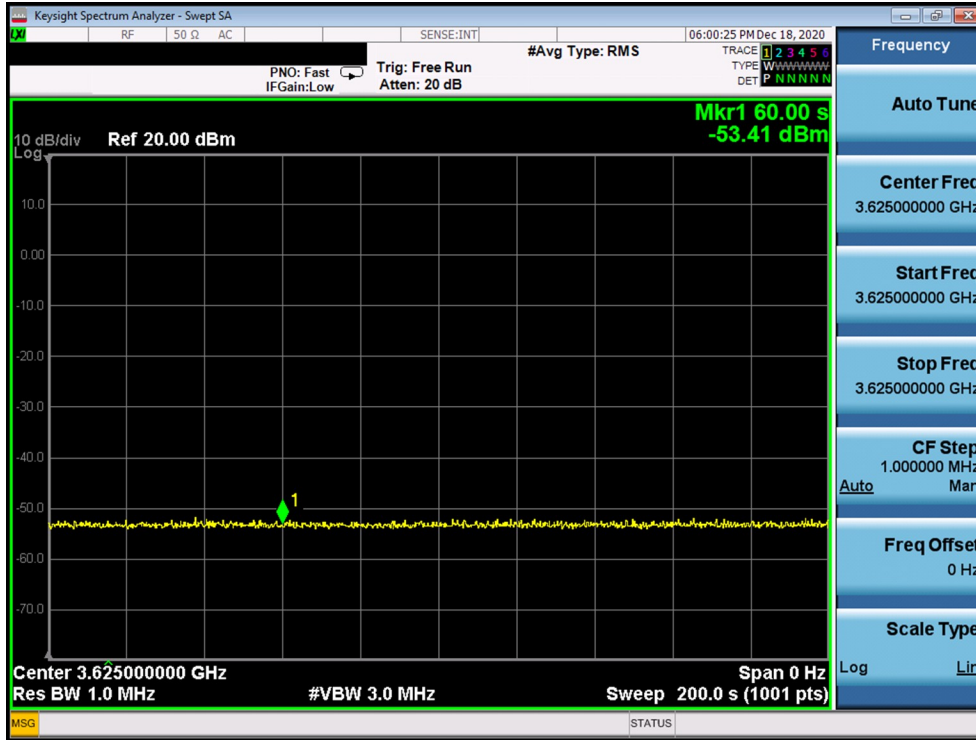 Keysight Spectrum Analyzer - Swept SA
LXI
RF
50 Ω
AC
SENSE:INT
06:00:25 PM Dec 18, 2020
PNO: Fast
IFGain:Low
Trig: Free Run
Atten: 20 dB
#Avg Type: RMS
TRACE 1 2 3 4 5 6
TYPE WWWWWW
DET P N N N N N
Mkr1 60.00 s
-53.41 dBm
10 dB/div
Log
Ref 20.00 dBm
10.0
0.00
-10.0
-20.0
-30.0
-40.0
-50.0
-60.0
-70.0
1
Center 3.625000000 GHz
Res BW 1.0 MHz
#VBW 3.0 MHz
Span 0 Hz
Sweep 200.0 s (1001 pts)
MSG
STATUS
Frequency
Auto Tune
Center Freq
3.625000000 GHz
Start Freq
3.625000000 GHz
Stop Freq
3.625000000 GHz
CF Step
1.000000 MHz
Auto
Man
Freq Offset
0 Hz
Scale Type
Log
Lin